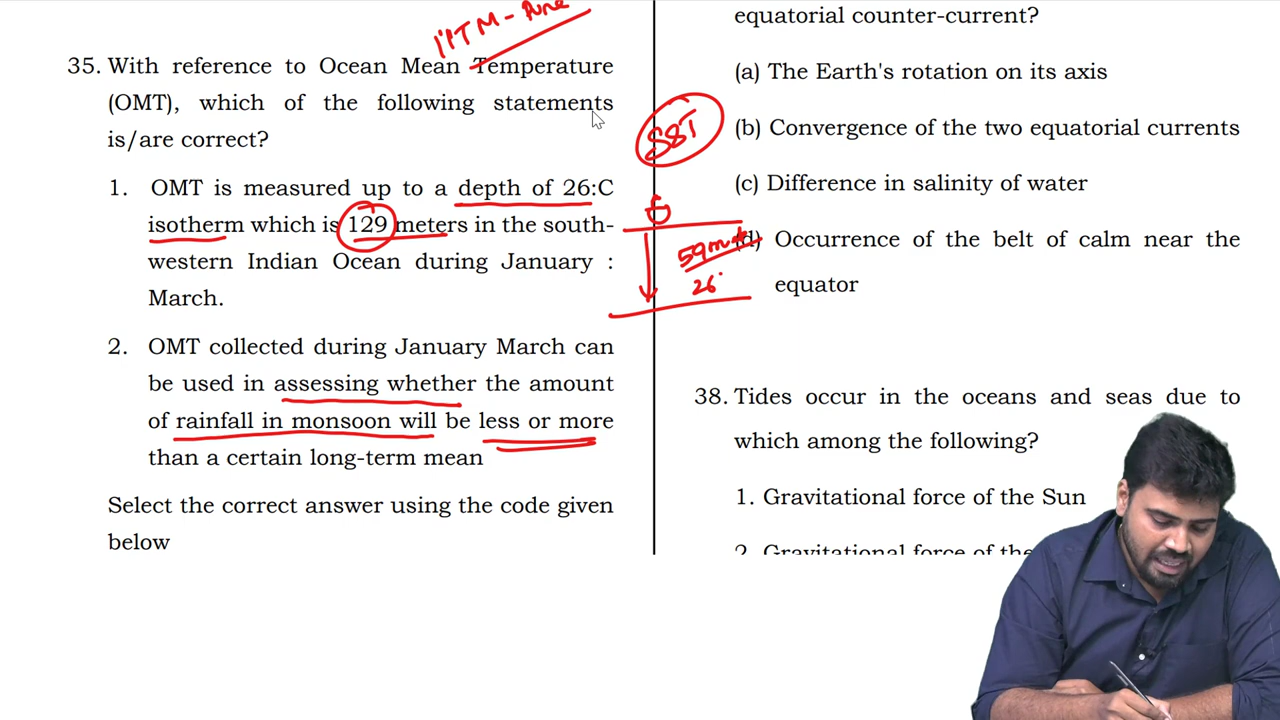 IITM - Pune
35. With reference to Ocean Mean Temperature
(OMT), which of the following statements
is/are correct?
1. OMT is measured up to a depth of 26:C
isotherm which is 129 meters in the south-
western Indian Ocean during January :
March.
2. OMT collected during January March can
be used in assessing whether the amount
of rainfall in monsoon will be less or more
than a certain long-term mean
Select the correct answer using the code given
below
SST
59m
26°
equatorial counter-current?
(a) The Earth's rotation on its axis
(b) Convergence of the two equatorial currents
(c) Difference in salinity of water
(d) Occurrence of the belt of calm near the
equator
38. Tides occur in the oceans and seas due to
which among the following?
1. Gravitational force of the Sun
2. Gravitational force of the